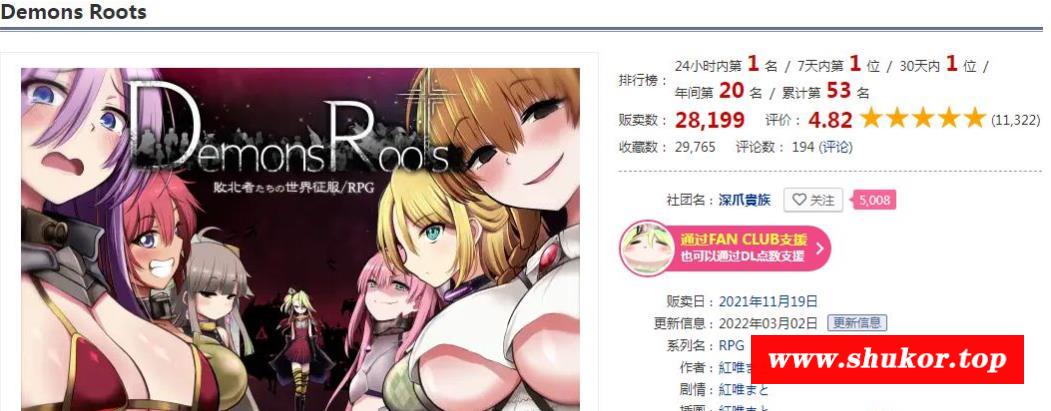 Demons Roots
Demons Roots
敗北者たちの世界征服/RPG
排行榜： 24小时内第 1 名 / 7天内第 1 位 / 30天内 1 位 /
年间第 20 名 / 累计第 53 名
贩卖数： 28,199 评价： 4.82 ★★★★★ (11,322)
收藏数： 29,765 评论数： 194 (评论)
社团名： 深爪貴族 关注 5,008
通过FAN CLUB支援
也可以通过DL点数支援
贩卖日： 2021年11月19日
更新信息： 2022年03月02日 更新信息
系列名： RPG
www.shukor.top
作者： 紅唯ま
剧情： 紅唯まと
插画： 紅唯まと